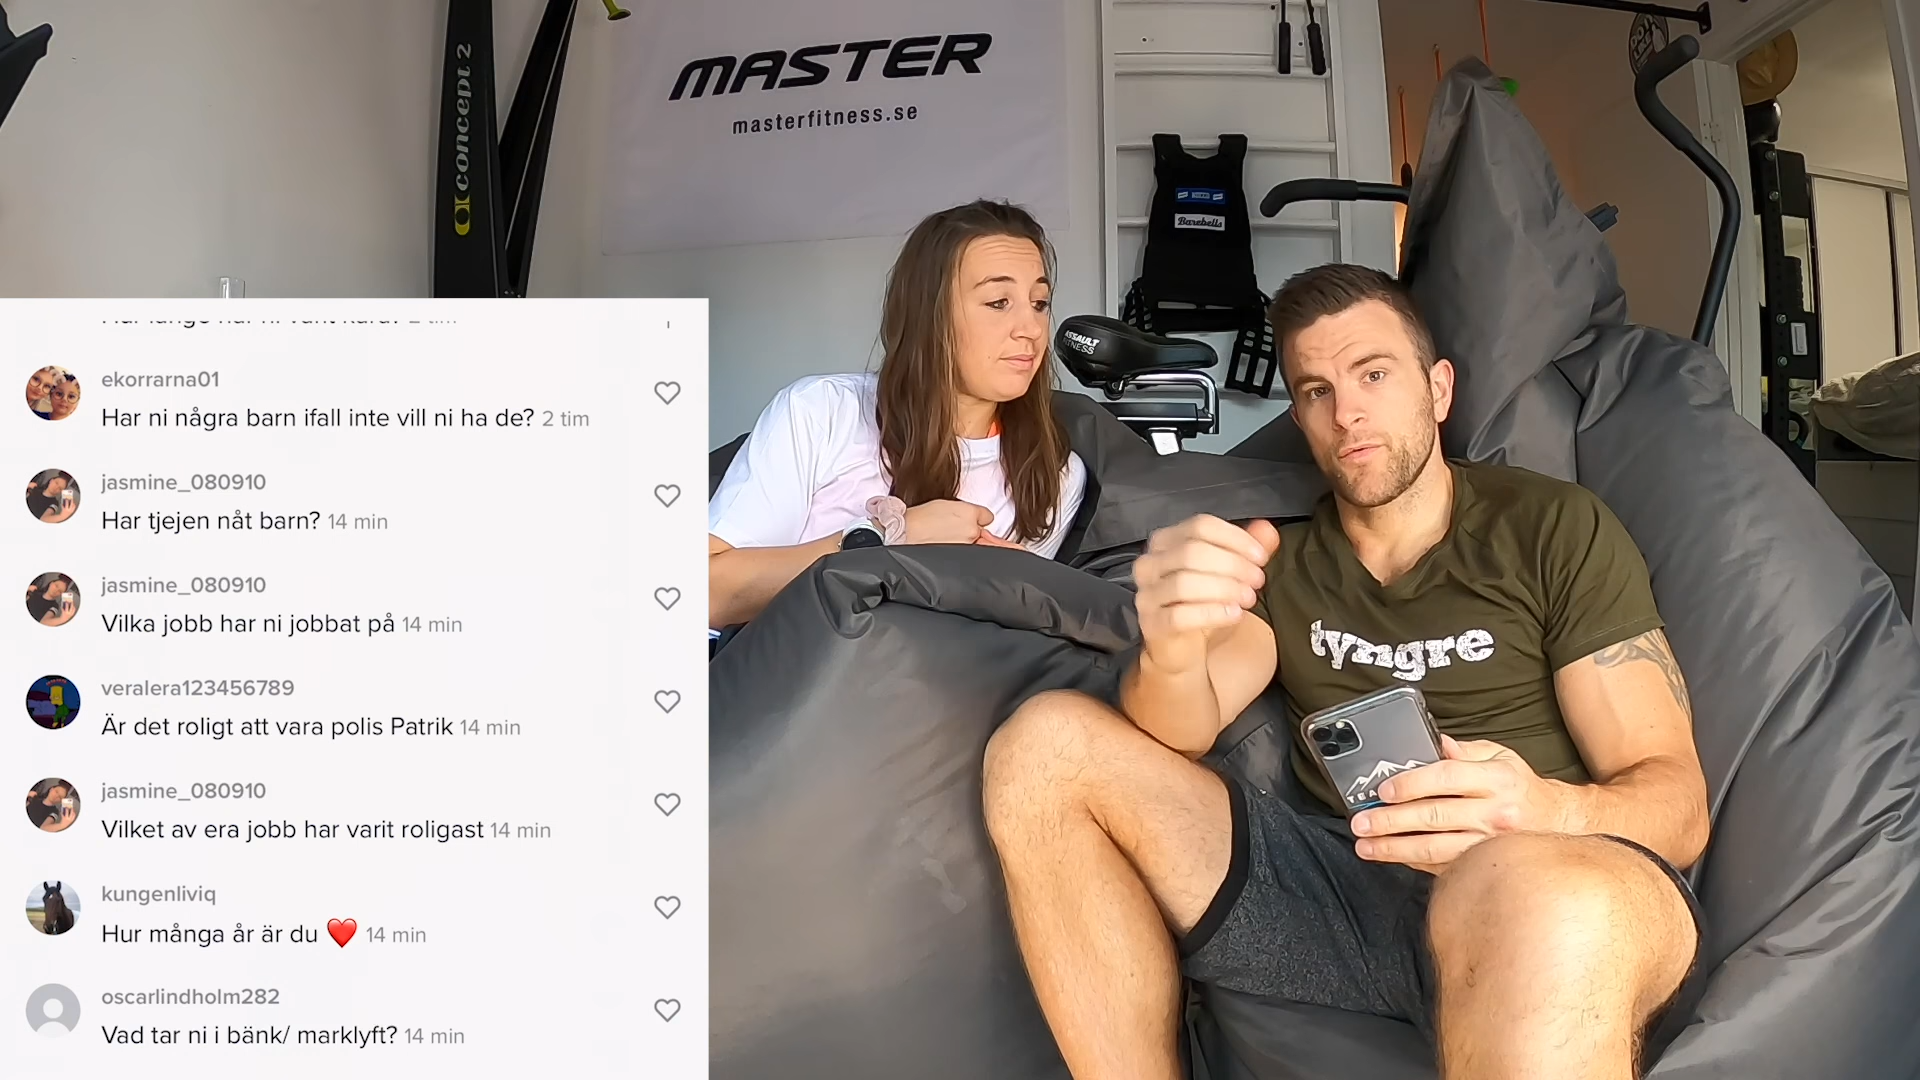 MASTER
masterfitness.se
concept 2
NOCCO
Barebells
ASSAULT
FITNESS
tyngre
ekorrarna01
Har ni några barn ifall inte vill ni ha de? 2 tim
jasmine_080910
Har tjejen nåt barn? 14 min
jasmine_080910
Vilka jobb har ni jobbat på 14 min
veralera123456789
Är det roligt att vara polis Patrik 14 min
jasmine_080910
Vilket av era jobb har varit roligast 14 min
kungenliviq
Hur många år är du ❤️ 14 min
oscarlindholm282
Vad tar ni i bänk/ marklyft? 14 min